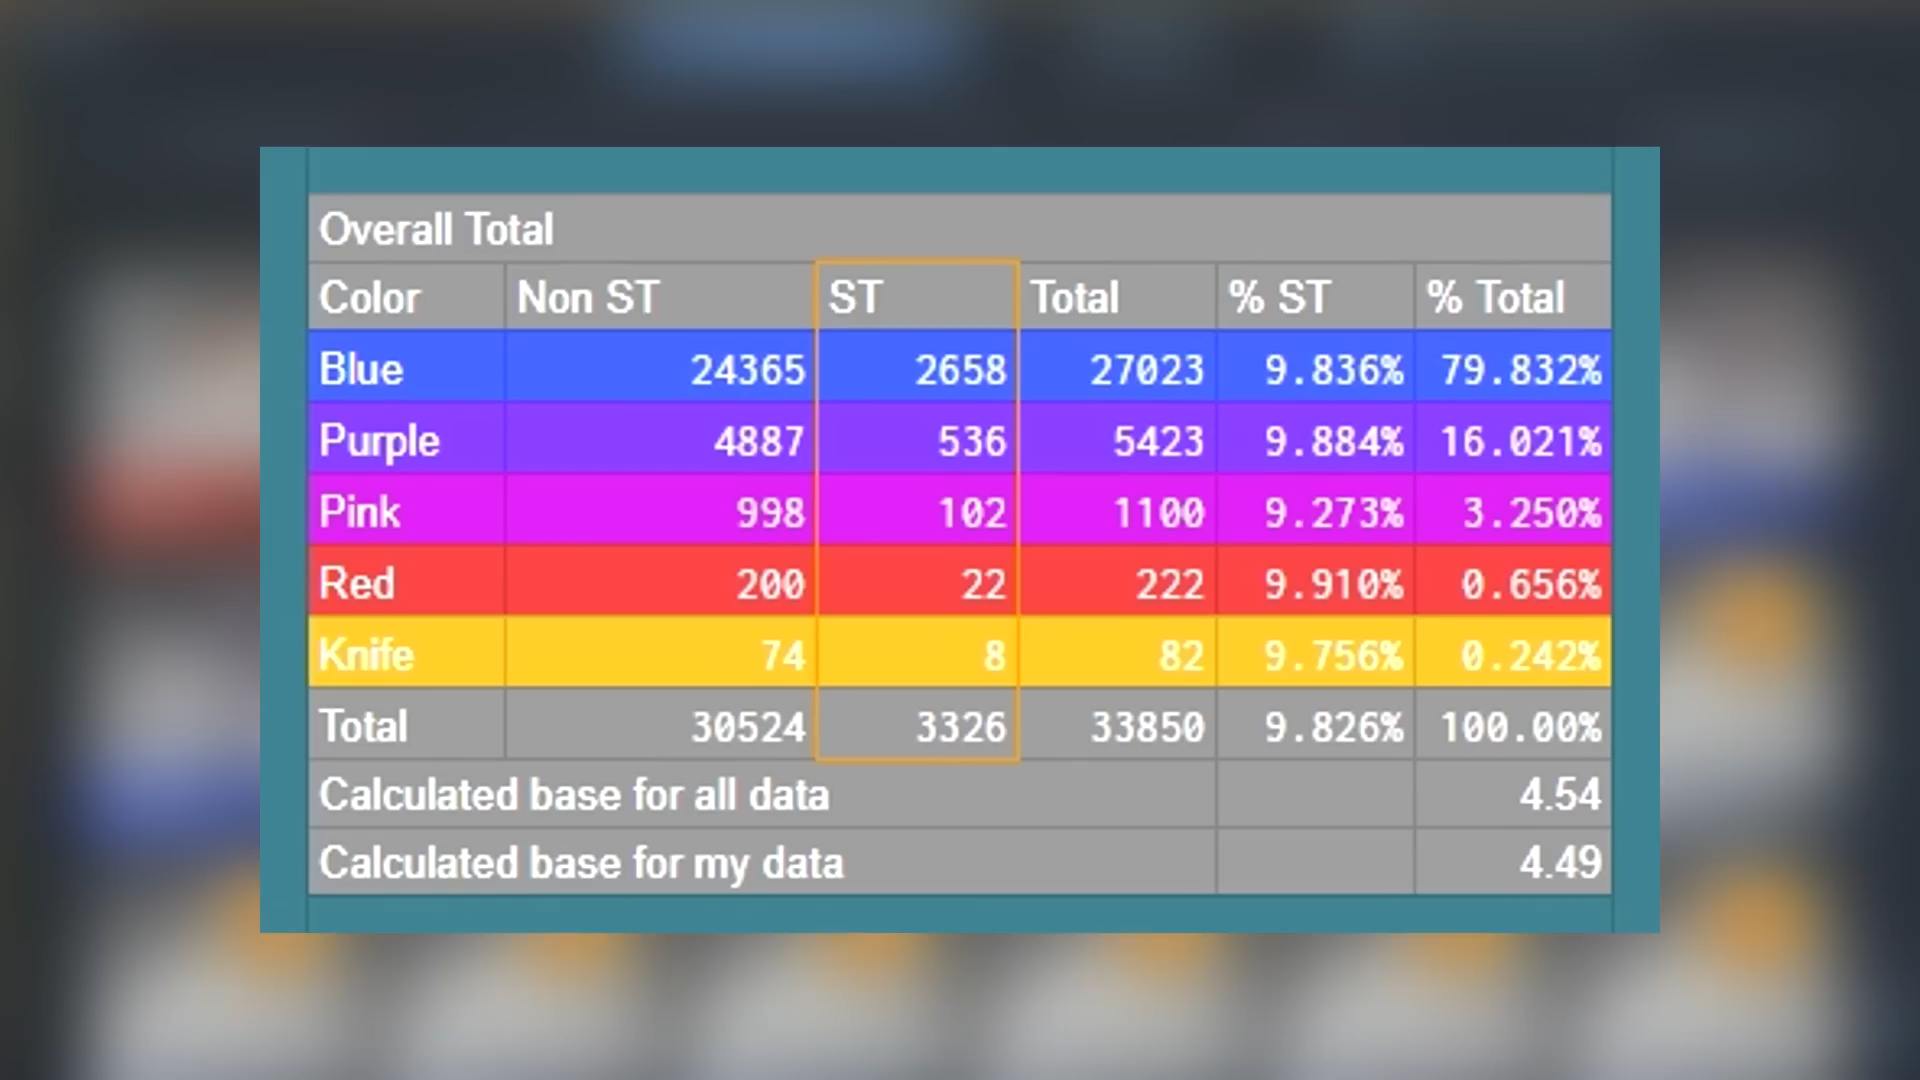 Overall Total
Color Non ST ST Total % ST % Total
Blue 24365 2658 27023 9.836% 79.832%
Purple 4887 536 5423 9.884% 16.021%
Pink 998 102 1100 9.273% 3.250%
Red 200 22 222 9.910% 0.656%
Knife 74 8 82 9.756% 0.242%
Total 30524 3326 33850 9.826% 100.00%
Calculated base for all data 4.54
Calculated base for my data 4.49